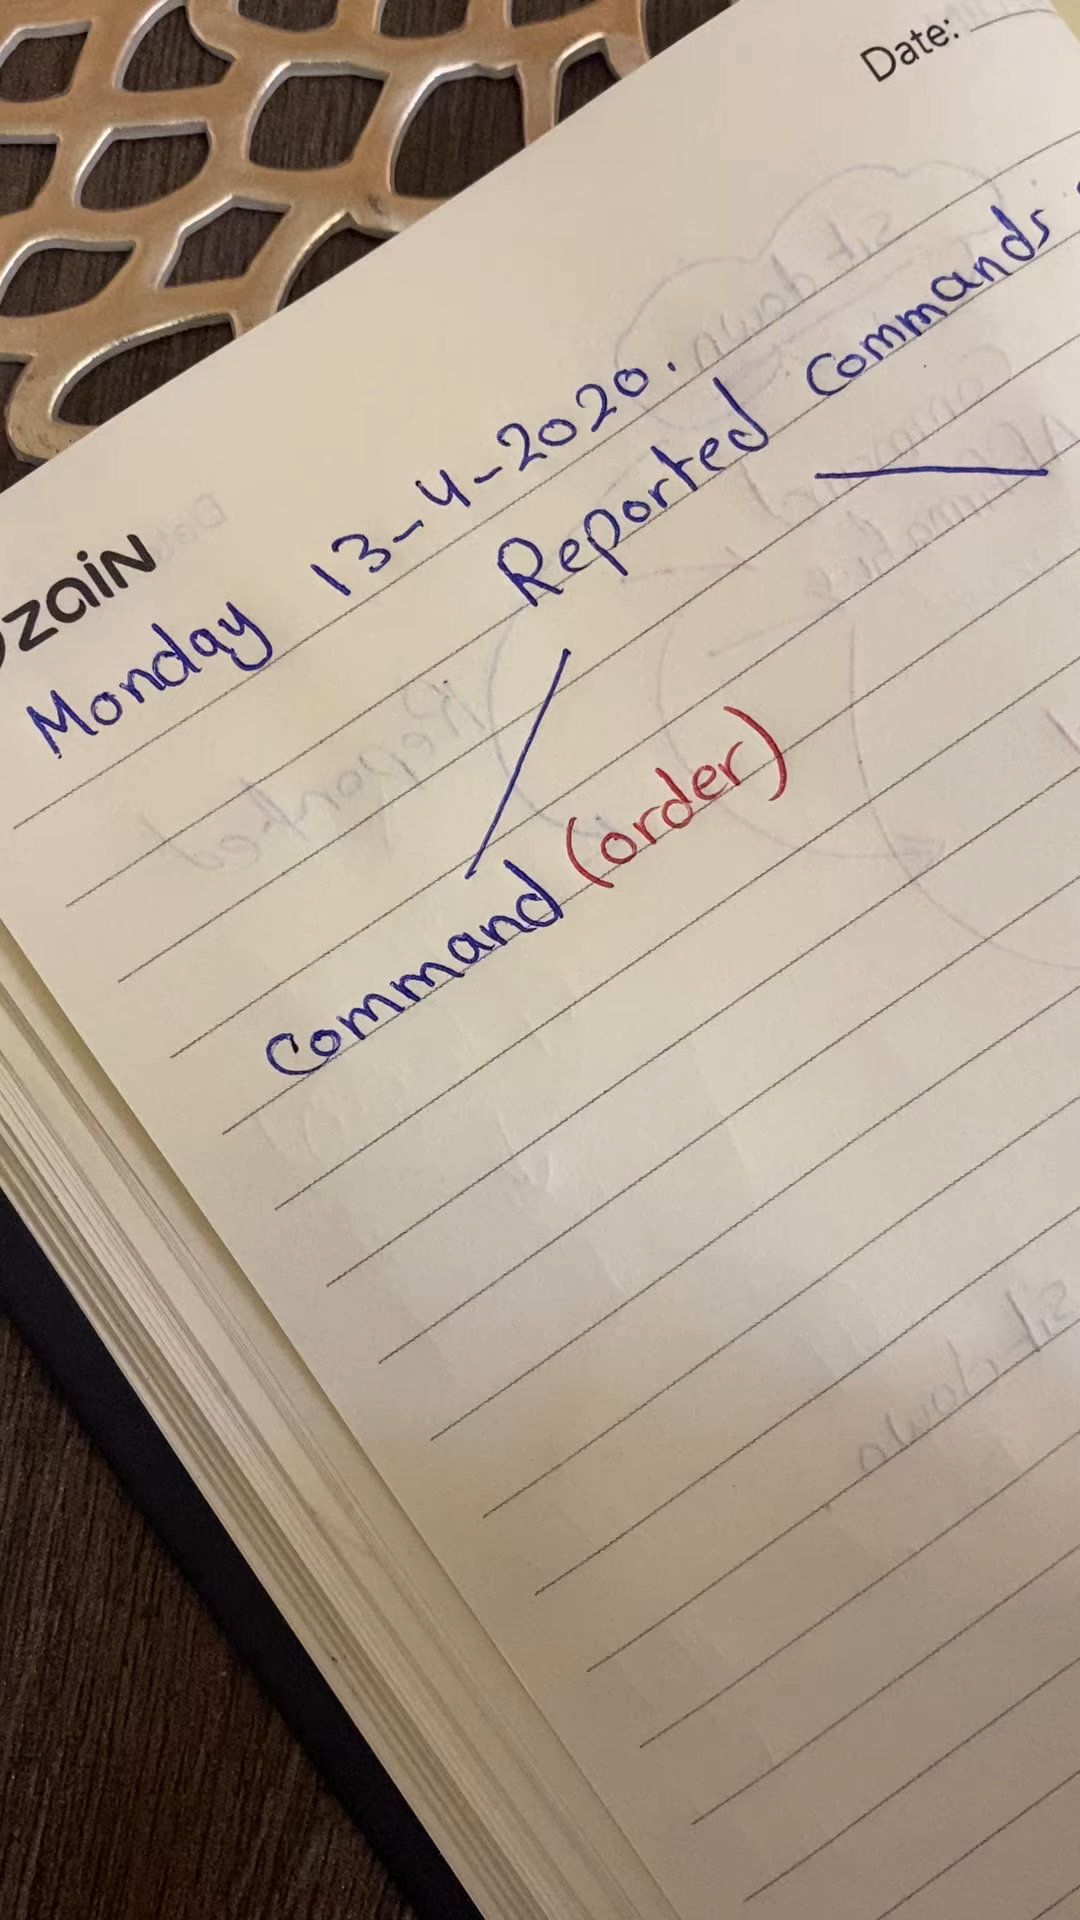 Date:
zain
Monday 13-4-2020.
Reported Commands
Command (order)